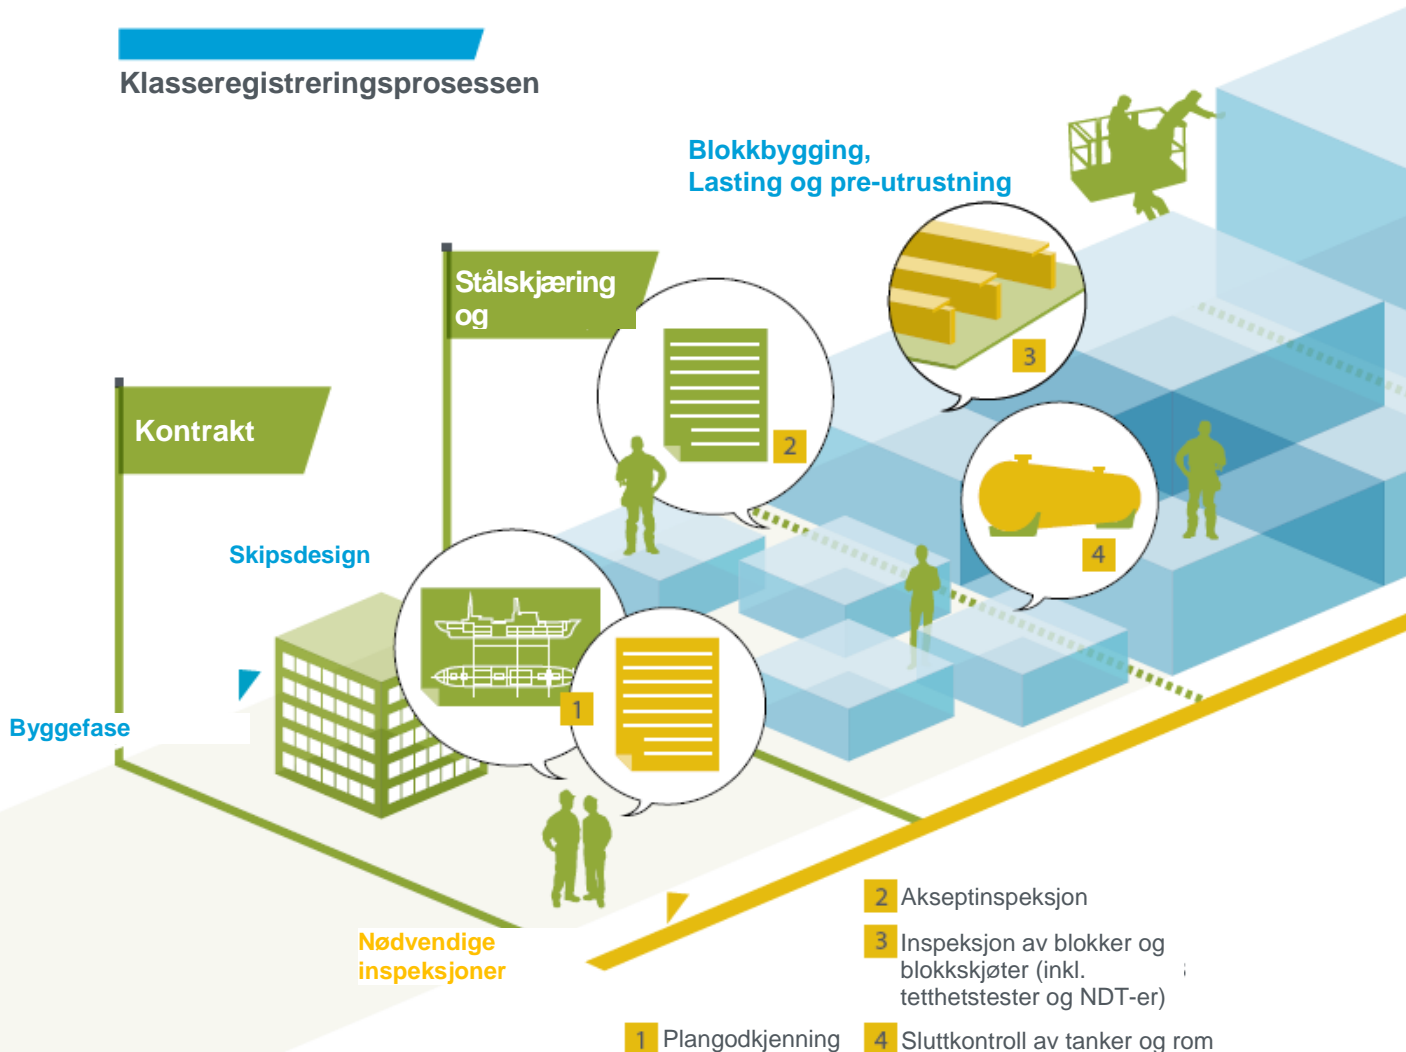 Klasseregistreringsprosessen
Blokkbygging,
Lasting og pre-utrustning
Stålskjæring
og
3
Kontrakt
2
4
Skipsdesign
1
Byggefase
2 Akseptinspeksjon
Nødvendige
inspeksjoner
3 Inspeksjon av blokker og
blokkskjøter (inkl.
tetthetstester og NDT-er)
1 Plangodkjenning
4 Sluttkontroll av tanker og rom